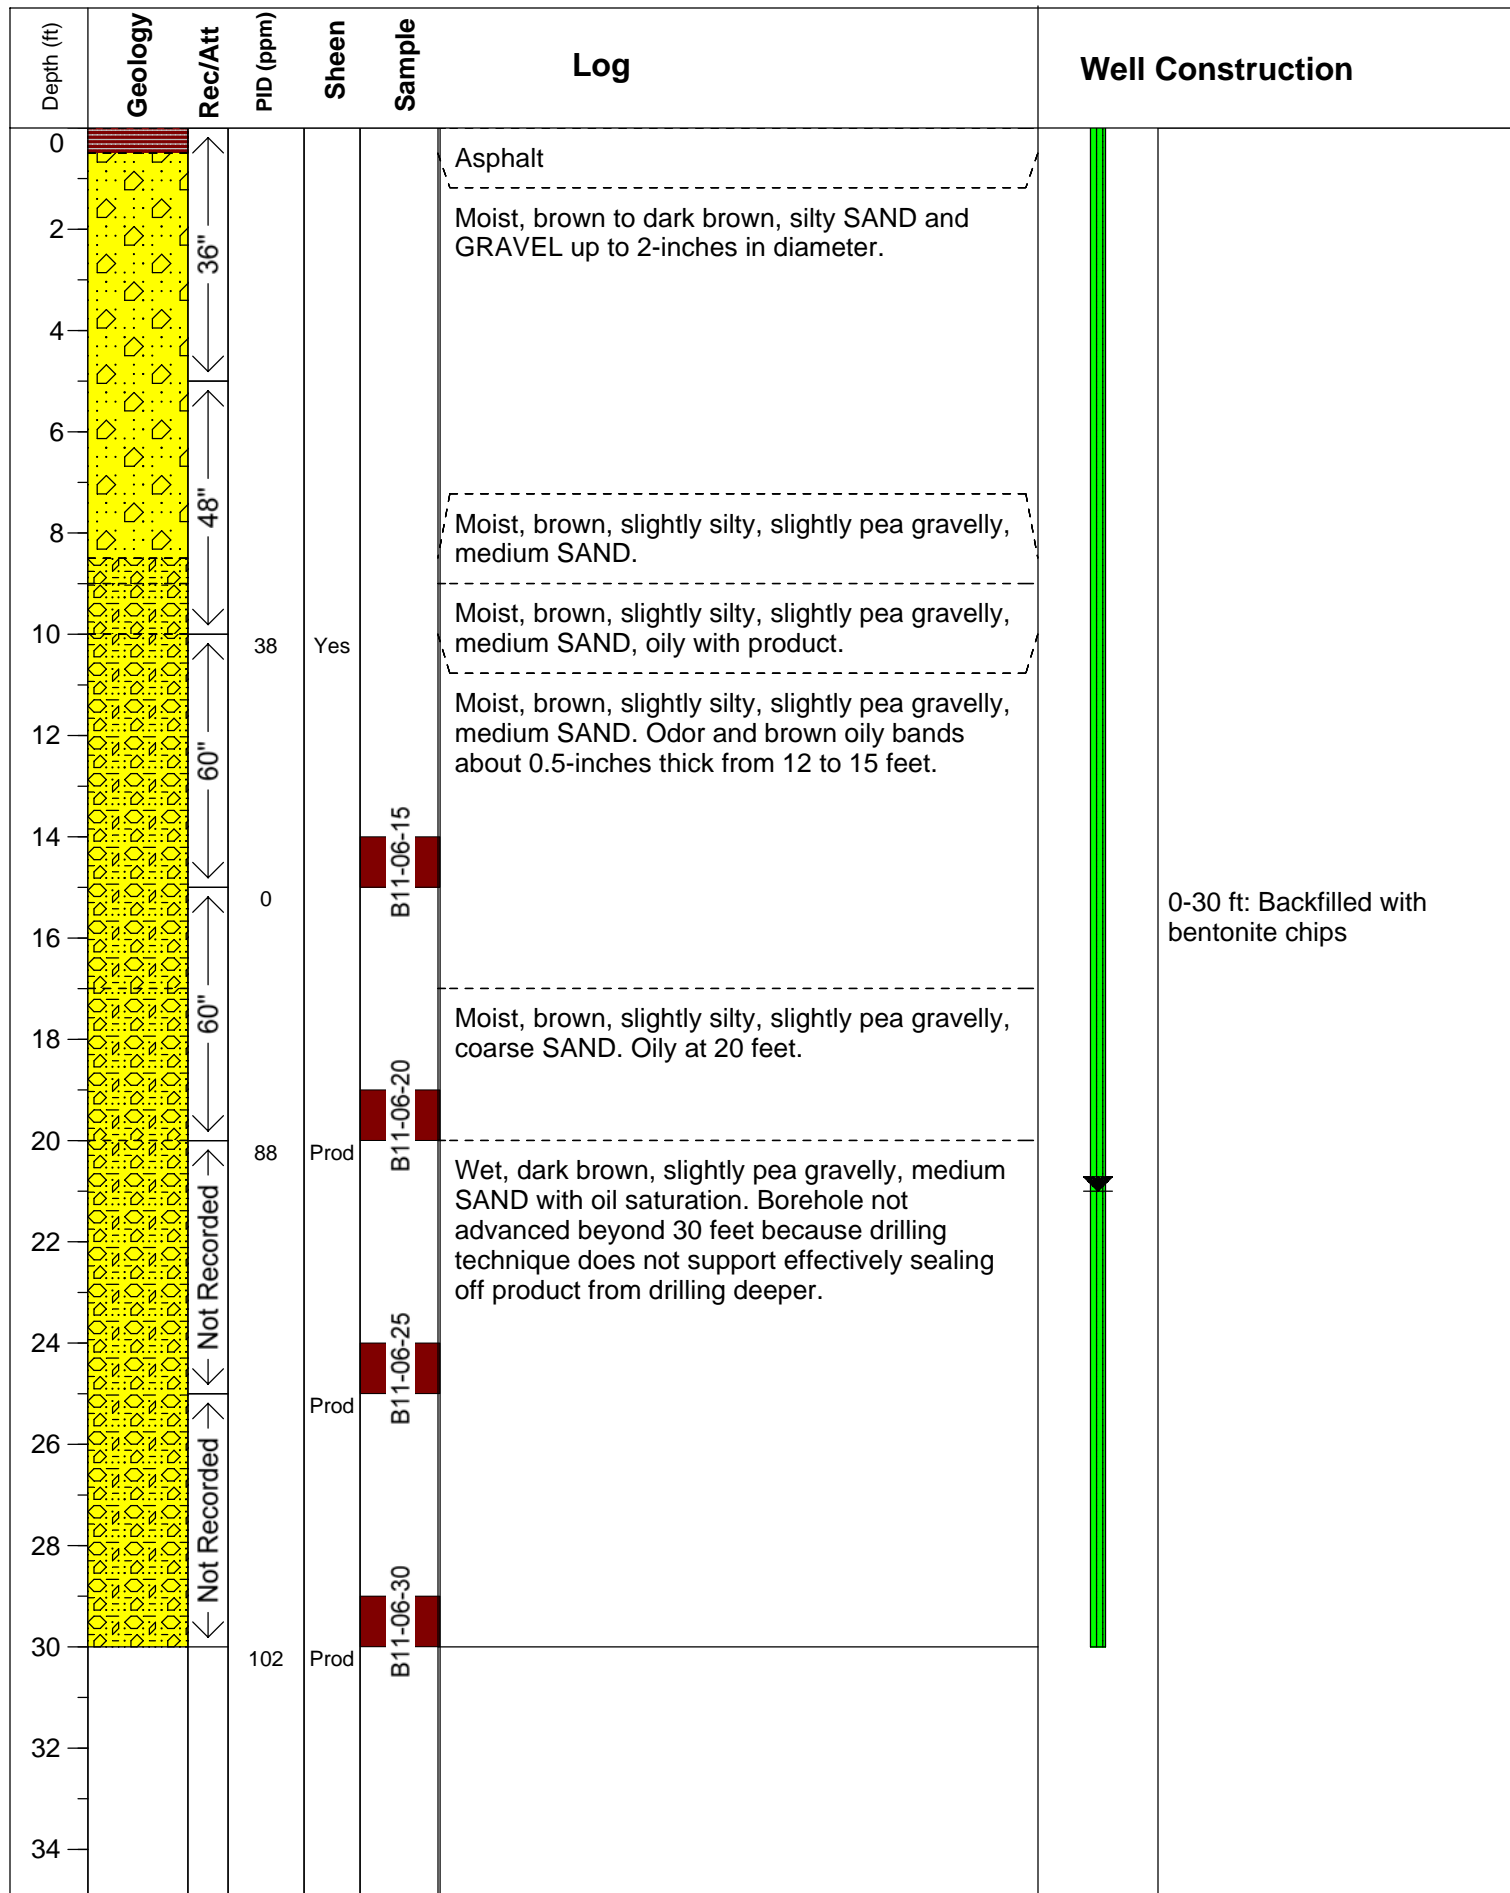 Depth (ft)
Geology
Rec/Att
PID (ppm)
Sheen
Sample
Log
Well Construction
0
2
4
6
8
10
12
14
16
18
20
22
24
26
28
30
32
34
36"
48"
60"
60"
Not Recorded
Not Recorded
38
0
88
102
Yes
Prod
Prod
Prod
B11-06-15
B11-06-20
B11-06-25
B11-06-30
Asphalt
Moist, brown to dark brown, silty SAND and
GRAVEL up to 2-inches in diameter.
Moist, brown, slightly silty, slightly pea gravelly,
medium SAND.
Moist, brown, slightly silty, slightly pea gravelly,
medium SAND, oily with product.
Moist, brown, slightly silty, slightly pea gravelly,
medium SAND. Odor and brown oily bands
about 0.5-inches thick from 12 to 15 feet.
Moist, brown, slightly silty, slightly pea gravelly,
coarse SAND. Oily at 20 feet.
Wet, dark brown, slightly pea gravelly, medium
SAND with oil saturation. Borehole not
advanced beyond 30 feet because drilling
technique does not support effectively sealing
off product from drilling deeper.
0-30 ft: Backfilled with
bentonite chips